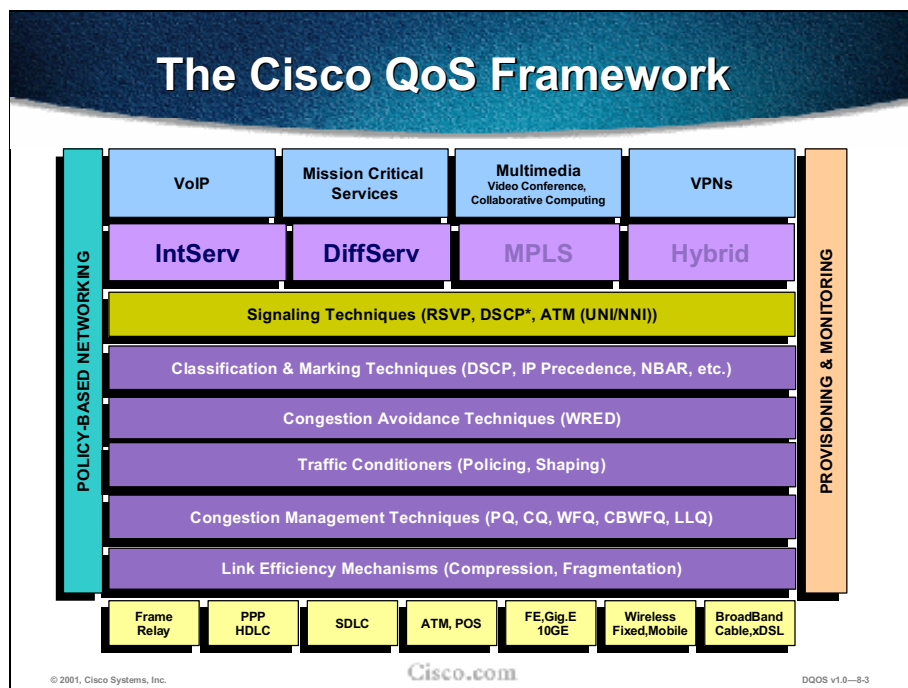 The Cisco QoS Framework
POLICY-BASED NETWORKING
VoIP
Mission Critical
Services
Multimedia
Video Conference,
Collaborative Computing
VPNs
IntServ
DiffServ
MPLS
Hybrid
Signaling Techniques (RSVP, DSCP*, ATM (UNI/NNI))
Classification & Marking Techniques (DSCP, IP Precedence, NBAR, etc.)
Congestion Avoidance Techniques (WRED)
Traffic Conditioners (Policing, Shaping)
Congestion Management Techniques (PQ, CQ, WFQ, CBWFQ, LLQ)
Link Efficiency Mechanisms (Compression, Fragmentation)
PROVISIONING & MONITORING
Frame
Relay
PPP
HDLC
SDLC
ATM, POS
FE,Gig.E
10GE
Wireless
Fixed,Mobile
BroadBand
Cable,xDSL
© 2001, Cisco Systems, Inc.
Cisco.com
DQOS v1.0—8-3